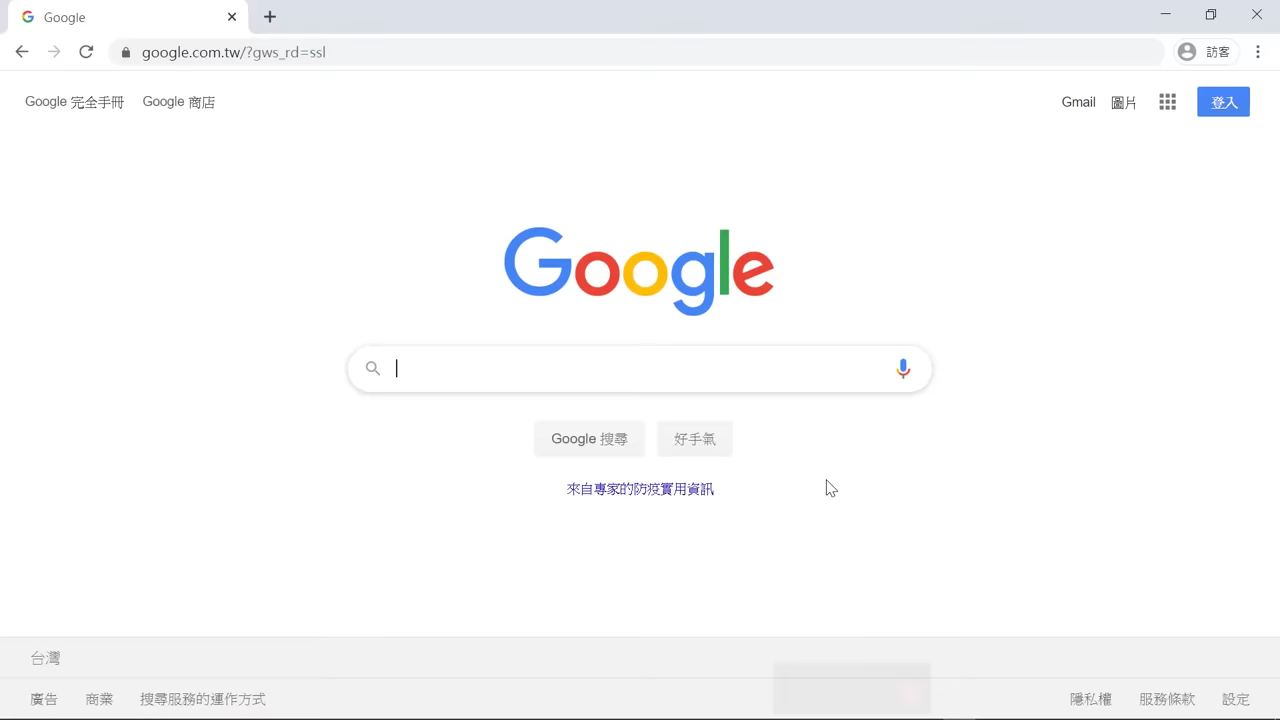 Google
google.com.tw/?gws_rd=ssl
訪客
Google 完全手冊 Google 商店
Gmail 圖片 登入
Google
Google 搜尋 好手氣
來自專家的防疫實用資訊
台灣
廣告 商業 搜尋服務的運作方式
隱私權 服務條款 設定